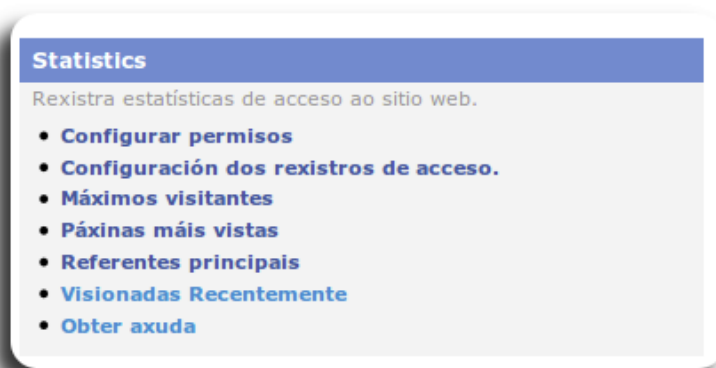 Statistics
Rexistra estatísticas de acceso ao sitio web.
Configurar permisos
Configuración dos rexistros de acceso.
Máximos visitantes
Páxinas máis vistas
Referentes principais
Visionadas Recentemente
Obter axuda